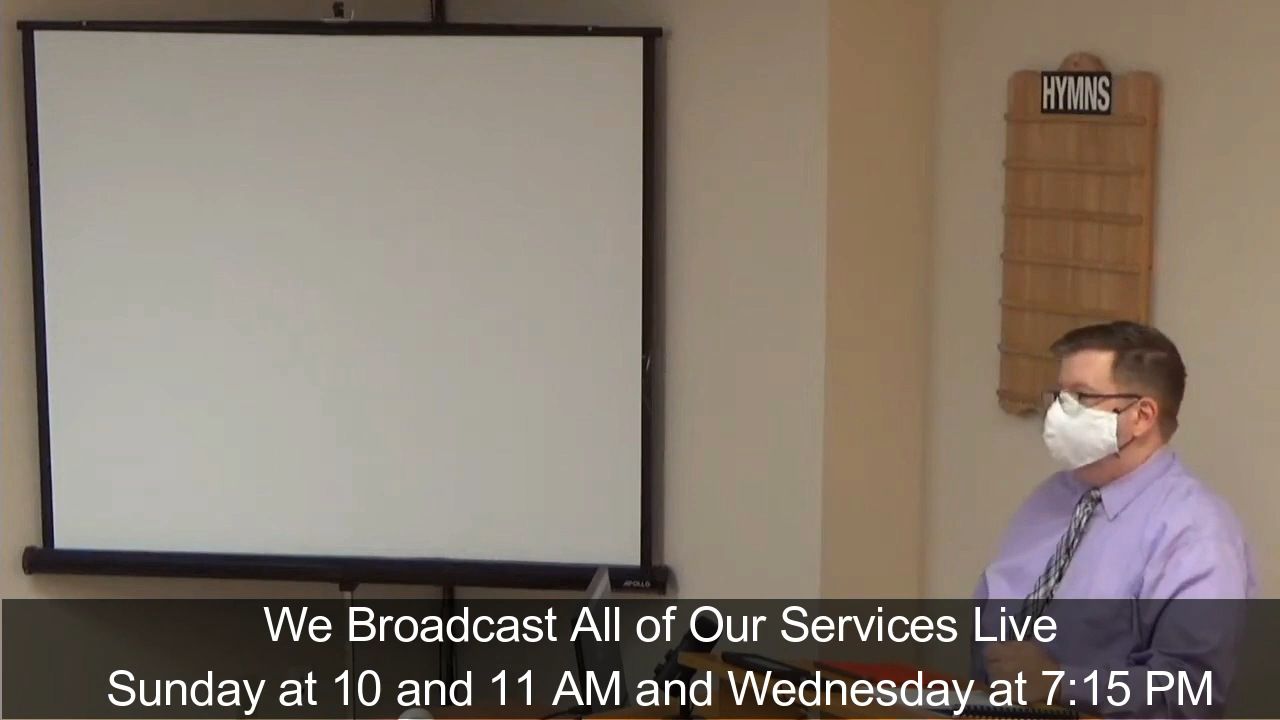 HYMNS
APOLLO
We Broadcast All of Our Services Live
Sunday at 10 and 11 AM and Wednesday at 7:15 PM